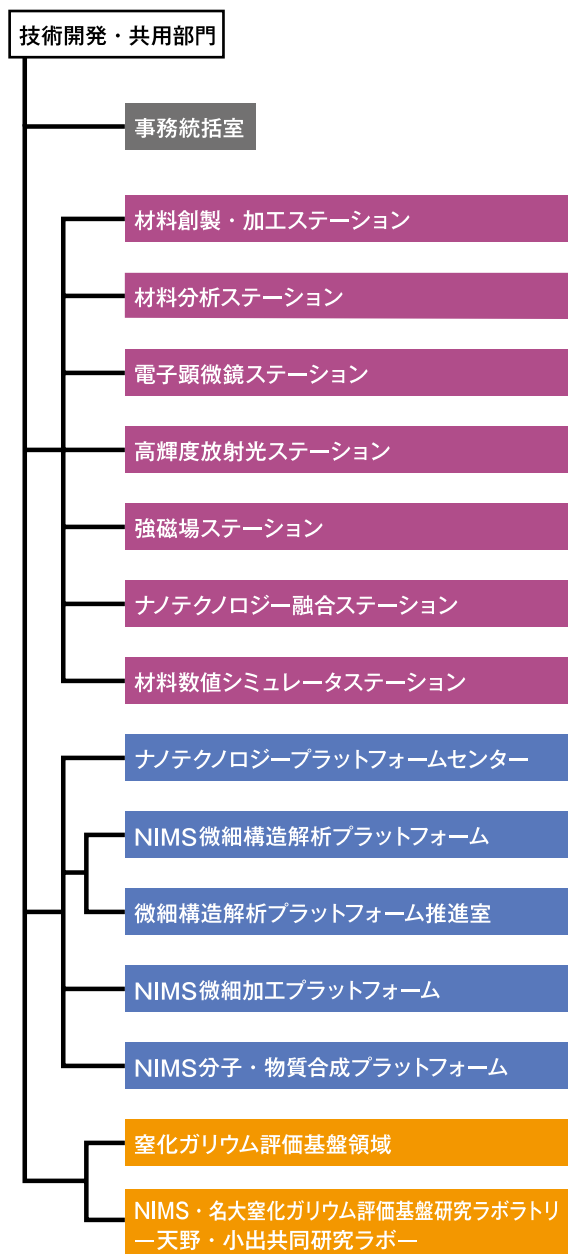 技術開発・共用部門
事務統括室
材料創製・加工ステーション
材料分析ステーション
電子顕微鏡ステーション
高輝度放射光ステーション
強磁場ステーション
ナノテクノロジー融合ステーション
材料数値シミュレータステーション
ナノテクノロジープラットフォームセンター
NIMS微細構造解析プラットフォーム
微細構造解析プラットフォーム推進室
NIMS微細加工プラットフォーム
NIMS分子・物質合成プラットフォーム
窒化ガリウム評価基盤領域
NIMS・名大窒化ガリウム評価基盤研究ラボラトリ
―天野・小出共同研究ラボ―